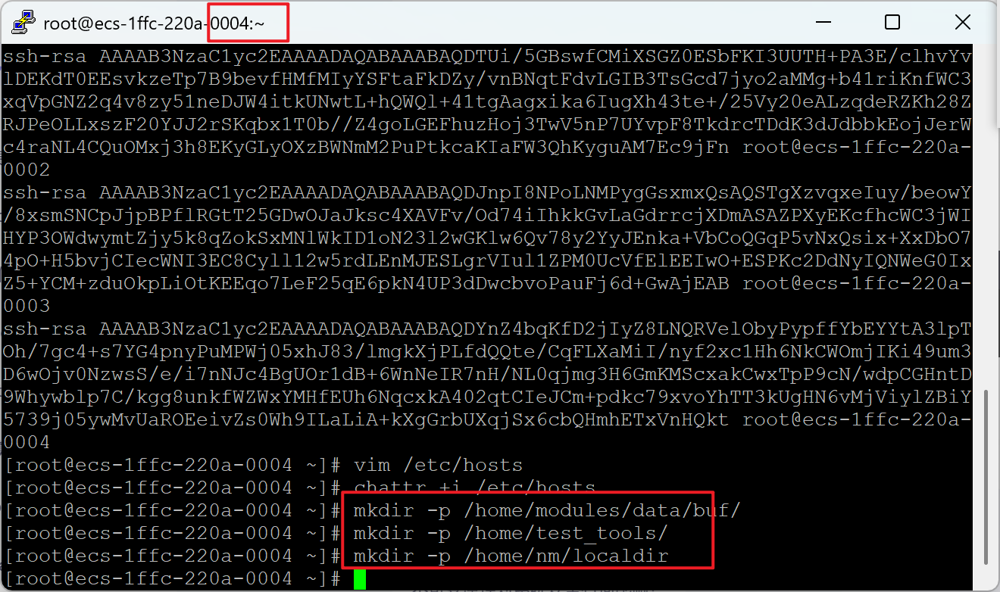 root@ecs-1ffc-220a-0004:~
ssh-rsa AAAAB3NzaC1yc2EAAAADAQABAAABAQDTUi/5GBswfCMiXSGZ0ESbFKI3UUTH+PA3E/clhvYv
lDEKdT0EEsvkzeTp7B9bevfHMfMIyYSFtaFkDZy/vnBNqtFdvLGIB3TsGcd7jyo2aMMg+b41riKnfWC3
xqVpGNZ2q4v8zy51neDJW4itkUNwtL+hQWQl+41tgAagxika6IugXh43te+/25Vy20eALzqdeRZKh28Z
RJPeOLLxszF20YJJ2rSKqbx1T0b//Z4goLGEFhuzHoj3TwV5nP7UYvpF8TkdrcTDdK3dJdbbkEojJerW
c4raNL4CQuOMxj3h8EKyGLyOXzBWNmM2PuPtkcaKIaFW3QhKyguAM7Ec9jFn root@ecs-1ffc-220a-
0002
ssh-rsa AAAAB3NzaC1yc2EAAAADAQABAAABAQDJnpI8NPoLNMPygGsxmxQsAQSTgXzvqxeIuy/beowY
/8xsmSNCpJjpBPflRGtT25GDwOJaJksc4XAVFv/Od74iIhkkGvLaGdrrcjXDmASAZPXyEKcfhcWC3jWI
HYP3OWdwymtZjy5k8qZokSxMNlWkID1oN23l2wGKlw6Qv78y2YyJEnka+VbCoQGqP5vNxQsix+XxDbO7
4pO+H5bvjCIecWNI3EC8Cyll12w5rdLEnMJESLgrVIul1ZPM0UcVfElEEIwO+ESPKc2DdNyIQNWeG0Ix
Z5+YCM+zduOkpLiOtKEEqo7LeF25qE6pkN4UP3dDwcbvoPauFj6d+GwAjEAB root@ecs-1ffc-220a-
0003
ssh-rsa AAAAB3NzaC1yc2EAAAADAQABAAABAQDYnZ4bqKfD2jIyZ8LNQRVelObyPypffYbEYYtA3lpT
Oh/7gc4+s7YG4pnyPuMPWj05xhJ83/lmgkXjPLfdQQte/CqFLXaMiI/nyf2xc1Hh6NkCWOmjIKi49um3
D6wOjv0NzwsS/e/i7nNJc4BgUOr1dB+6WnNeIR7nH/NL0qjmg3H6GmKMScxakCwxTpP9cN/wdpCGHntD
9Whywblp7C/kgg8unkfWZWxYMHfEUh6NqcxkA402qtCIeJCm+pdkc79xvoYhTT3kUgHN6vMjViylZBiY
5739j05ywMvUaROEeivZs0Wh9ILaLiA+kXgGrbUXqjSx6cbQHmhETxVnHQkt root@ecs-1ffc-220a-
0004
[root@ecs-1ffc-220a-0004 ~]# vim /etc/hosts
[root@ecs-1ffc-220a-0004 ~]# chattr +i /etc/hosts
[root@ecs-1ffc-220a-0004 ~]# mkdir -p /home/modules/data/buf/
[root@ecs-1ffc-220a-0004 ~]# mkdir -p /home/test_tools/
[root@ecs-1ffc-220a-0004 ~]# mkdir -p /home/nm/localdir
[root@ecs-1ffc-220a-0004 ~]#